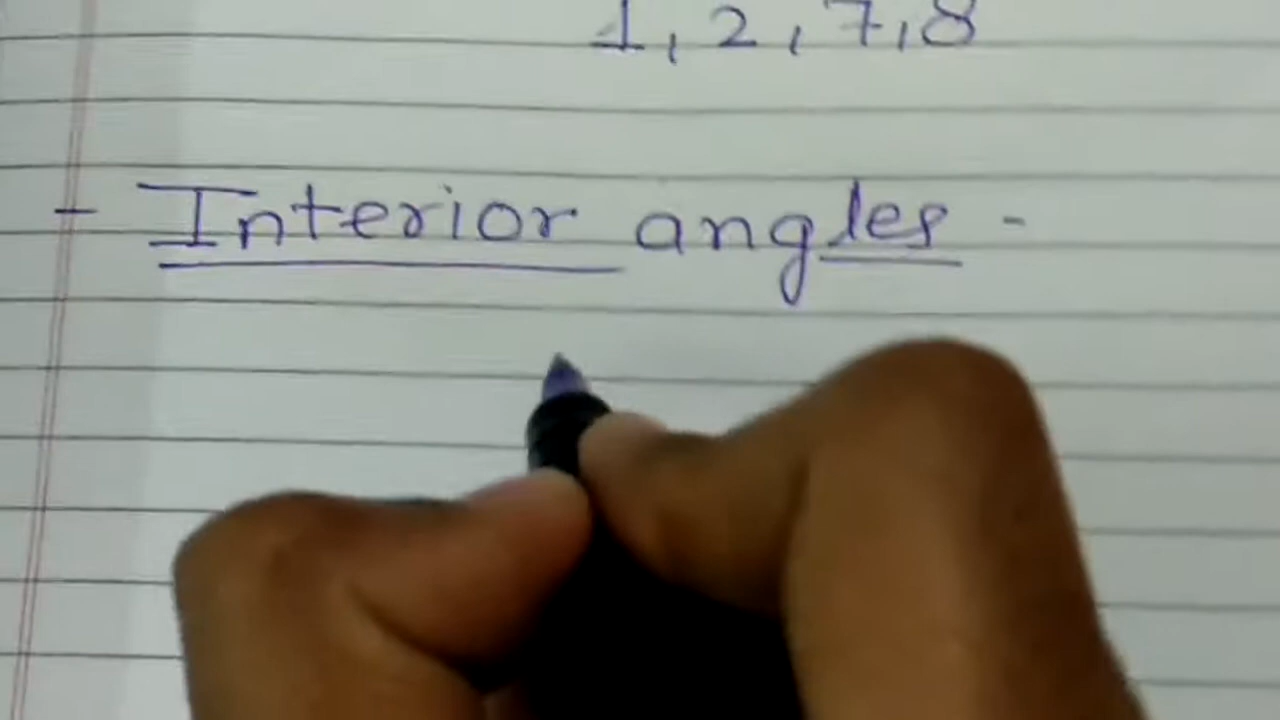 1, 2, 7, 8
- Interior angles -